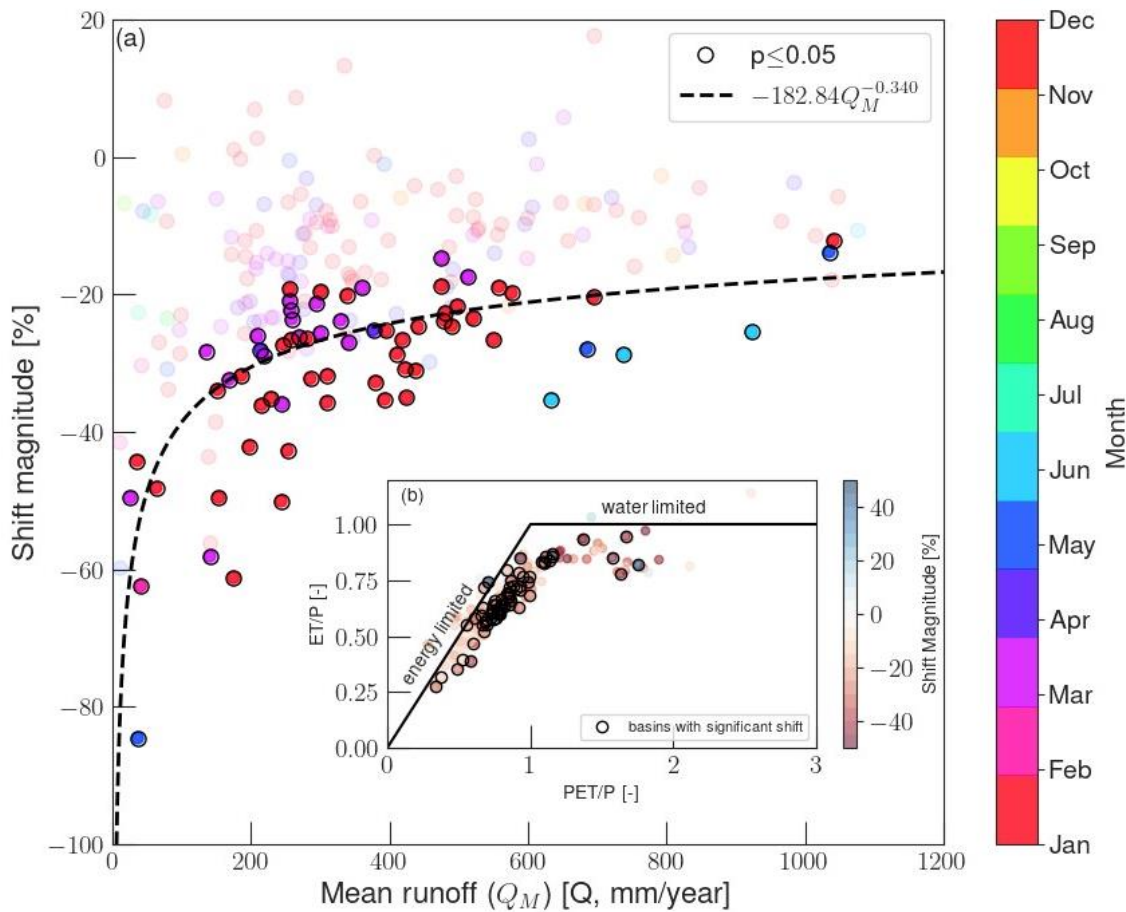 (a)
p≤0.05
−182.84Q_M^{−0.340}
20
0
−20
−40
−60
−80
−100
Shift magnitude [%]
0
200
400
600
800
1000
1200
Mean runoff (Q_M) [Q, mm/year]
(b)
water limited
energy limited
1.00
0.75
0.50
0.25
0.00
ET/P [-]
0
1
2
3
PET/P [-]
basins with significant shift
40
20
0
−20
−40
Shift Magnitude [%]
Dec
Nov
Oct
Sep
Aug
Jul
Jun
May
Apr
Mar
Feb
Jan
Month